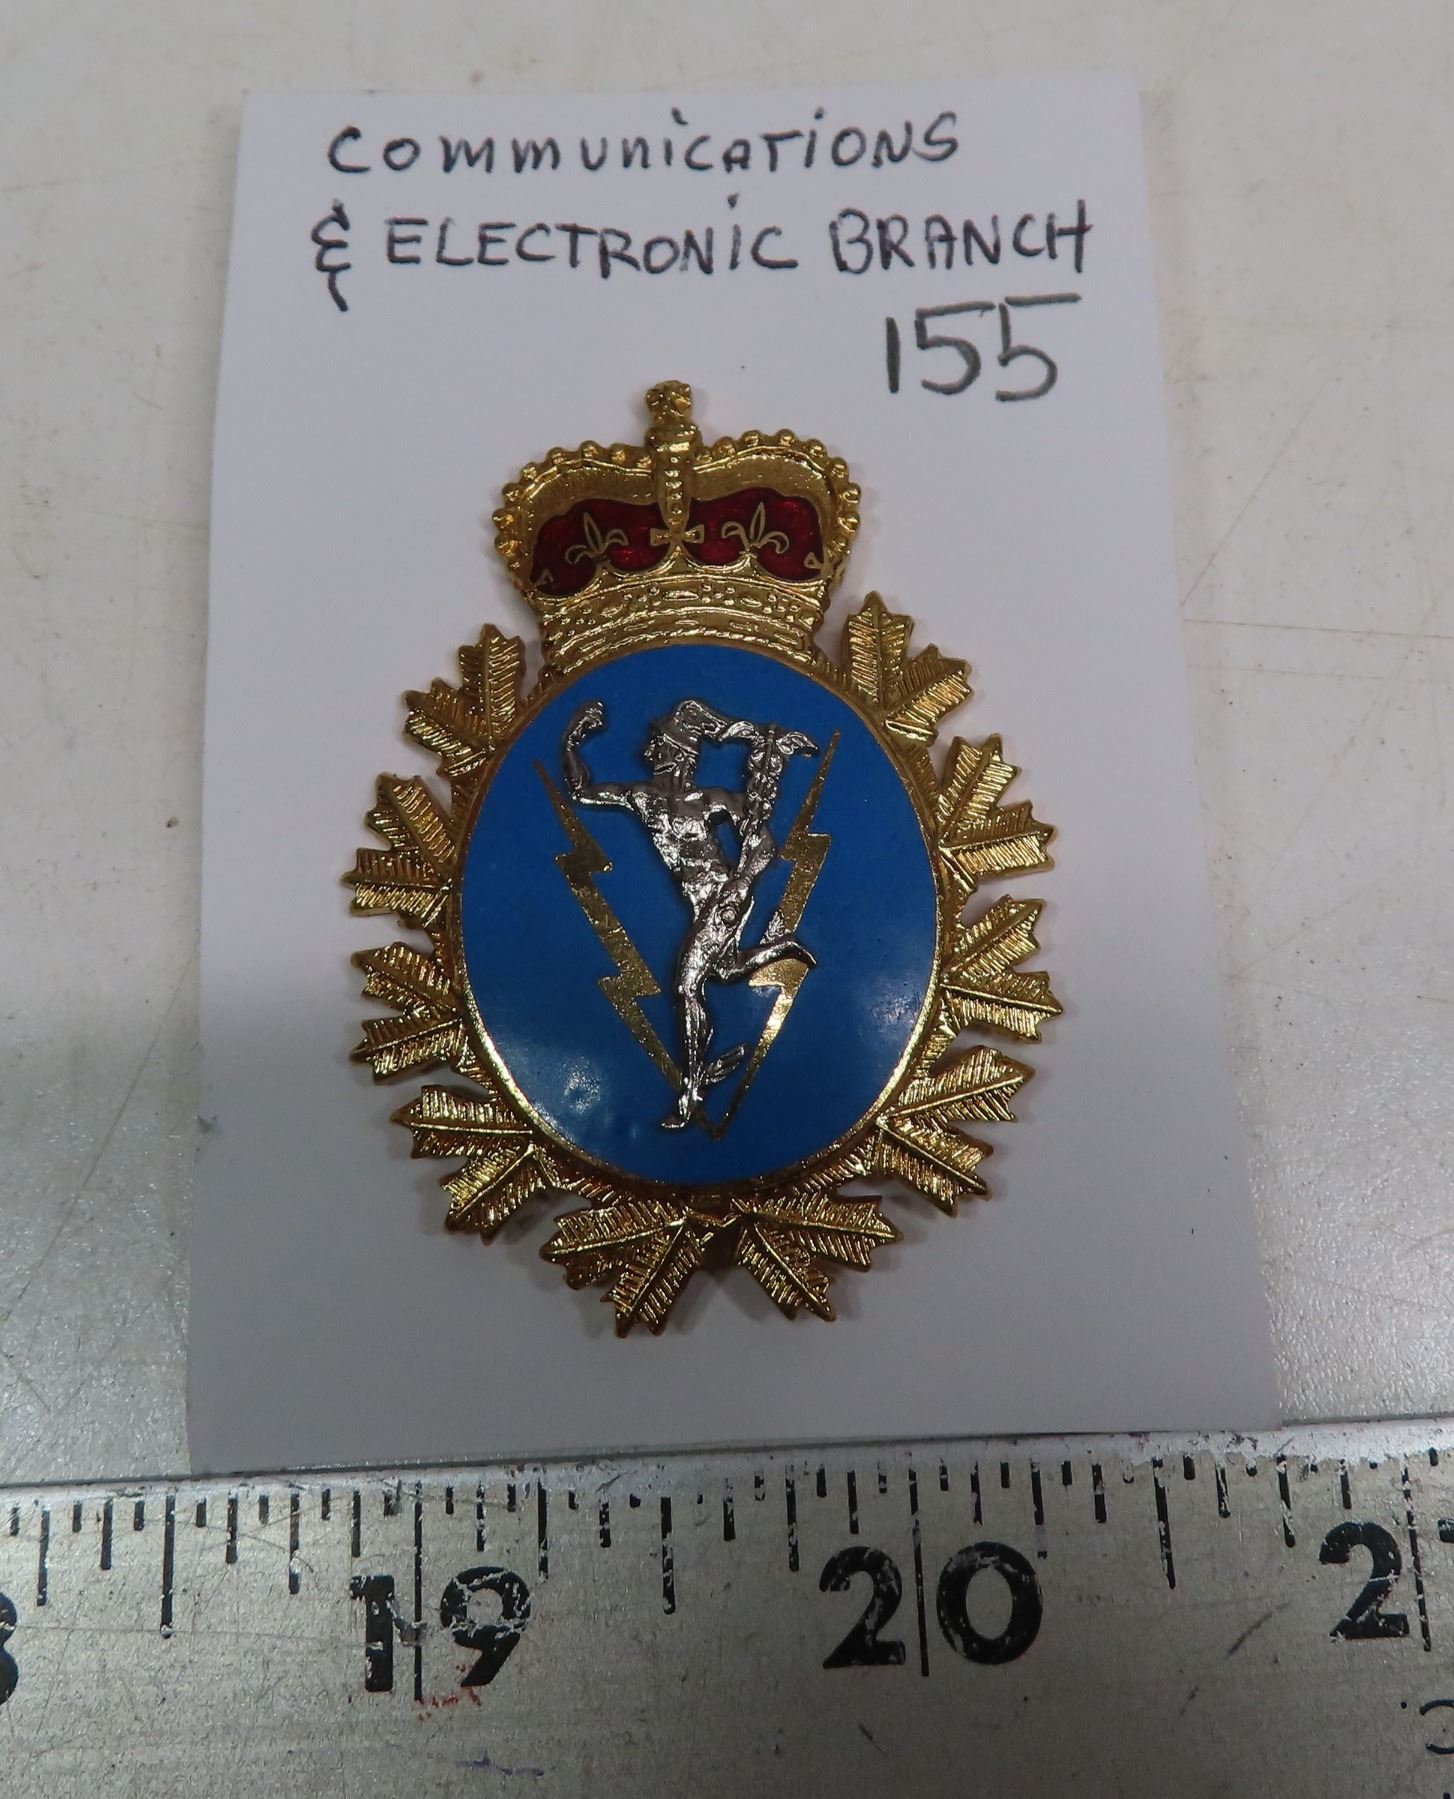 COMMUNiCATiONS
& ELECTRONiC BRANCH
155
19 20